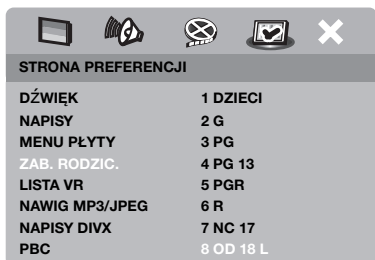 STRONA PREFERENCJI
DŹWIĘK 1 DZIECI
NAPISY 2 G
MENU PŁYTY 3 PG
ZAB. RODZIC. 4 PG 13
LISTA VR 5 PGR
NAWIG MP3/JPEG 6 R
NAPISY DIVX 7 NC 17
PBC 8 OD 18 L